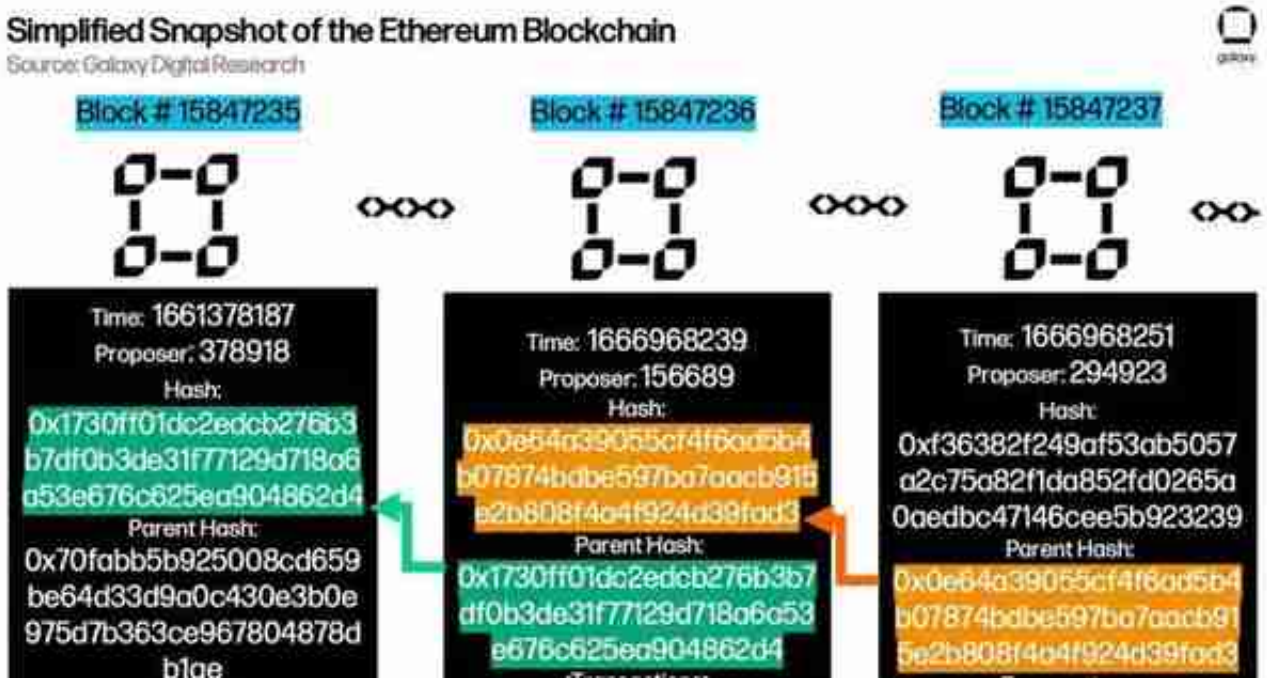 Simplified Snapshot of the Ethereum Blockchain
Source: Galaxy Digital Research
galaxy
Block # 15847235
Time: 1661378187
Proposer: 378918
Hash:
0x1730ff01dc2edcb276b3
b7df0b3de31f77129d718a6
a53e676c625ea904862d4
Parent Hash:
0x70fabb5b925008cd659
be64d33d9a0c430e3b0e
975d7b363ce967804878d
b1ae
Block # 15847236
Time: 1666968239
Proposer: 156689
Hash:
0x0e64a39055cf4f6ad5b4
b07874bdbe597ba7aacb915
e2b808f4a4f924d39fad3
Parent Hash:
0x1730ff01dc2edcb276b3b7
df0b3de31f77129d718a6a53
e676c625ea904862d4
Block # 15847237
Time: 1666968251
Proposer: 294923
Hash:
0xf36382f249af53ab5057
a2c75a82f1da852fd0265a
0aedbc47146cee5b923239
Parent Hash:
0x0e64a39055cf4f6ad5b4
b07874bdbe597ba7aacb91
5e2b808f4a4f924d39fad3